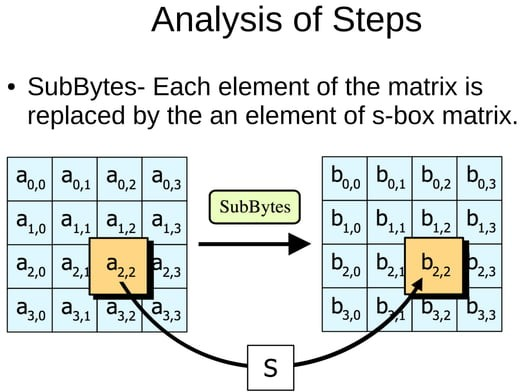 Analysis of Steps
• SubBytes- Each element of the matrix is
replaced by the an element of s-box matrix.
a0,0 a0,1 a0,2 a0,3
a1,0 a1,1 a1,2 a1,3
a2,0 a2,1 a2,2 a2,3
a3,0 a3,1 a3,2 a3,3
SubBytes
b0,0 b0,1 b0,2 b0,3
b1,0 b1,1 b1,2 b1,3
b2,0 b2,1 b2,2 b2,3
b3,0 b3,1 b3,2 b3,3
S